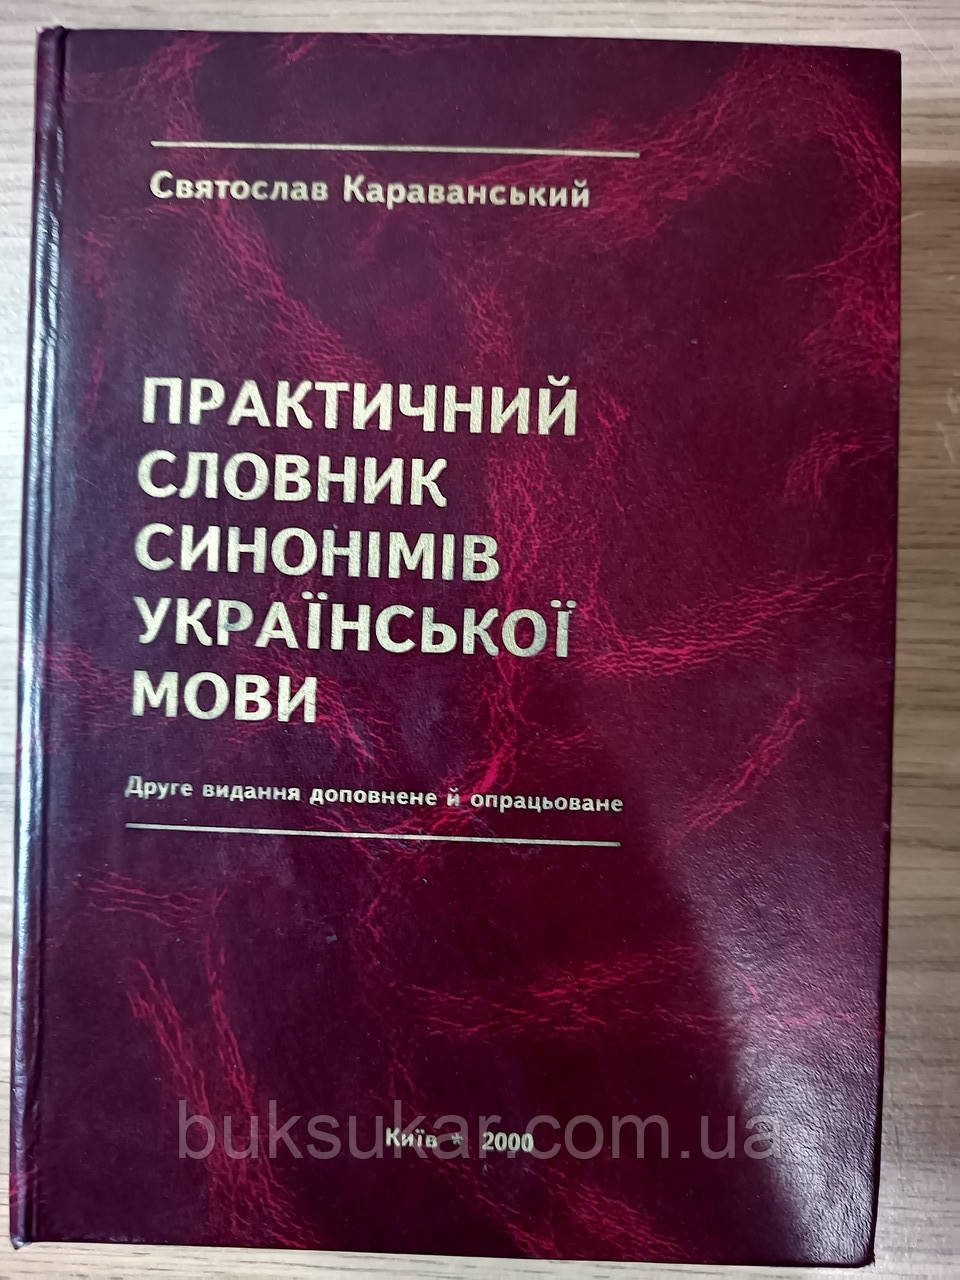 Святослав Караванський
ПРАКТИЧНИЙ
СЛОВНИК
СИНОНІМІВ
УКРАЇНСЬКОЇ
МОВИ
Друге видання доповнене й опрацьоване
Київ * 2000
buksukar.com.ua